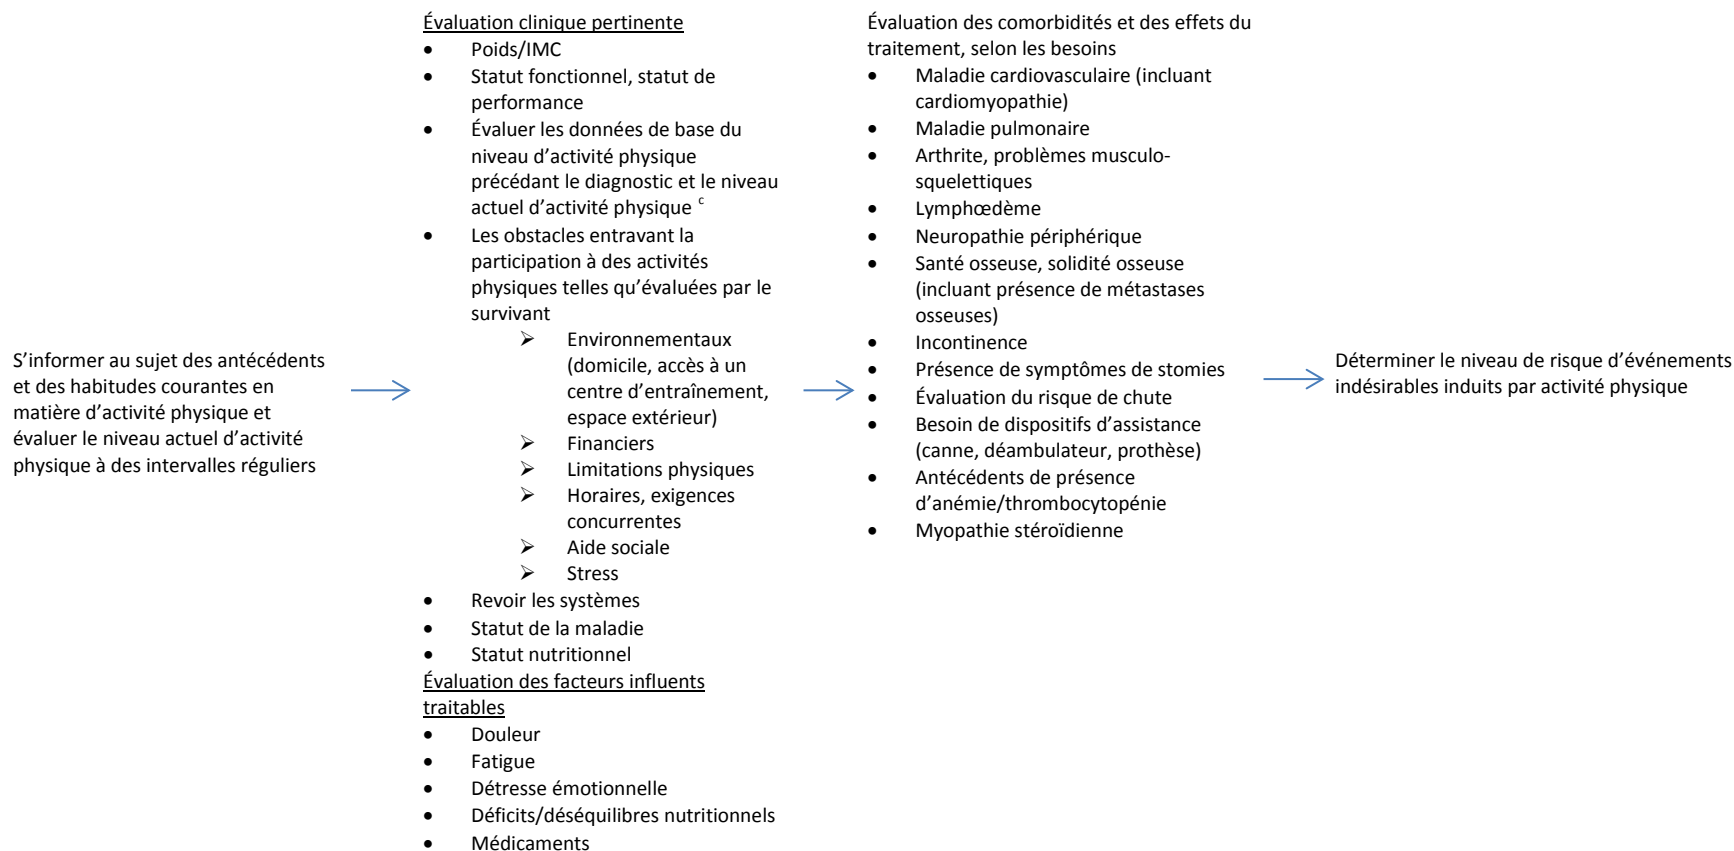 S'informer au sujet des antécédents
et des habitudes courantes en
matière d'activité physique et
évaluer le niveau actuel d'activité
physique à des intervalles réguliers
Évaluation clinique pertinente
• Poids/IMC
• Statut fonctionnel, statut de
performance
• Évaluer les données de base du
niveau d'activité physique
précédant le diagnostic et le niveau
actuel d'activité physique c
• Les obstacles entravant la
participation à des activités
physiques telles qu'évaluées par le
survivant
➢ Environnementaux
(domicile, accès à un
centre d'entraînement,
espace extérieur)
➢ Financiers
➢ Limitations physiques
➢ Horaires, exigences
concurrentes
➢ Aide sociale
➢ Stress
• Revoir les systèmes
• Statut de la maladie
• Statut nutritionnel
Évaluation des facteurs influents
traitables
• Douleur
• Fatigue
• Détresse émotionnelle
• Déficits/déséquilibres nutritionnels
• Médicaments
Évaluation des comorbidités et des effets du
traitement, selon les besoins
• Maladie cardiovasculaire (incluant
cardiomyopathie)
• Maladie pulmonaire
• Arthrite, problèmes musculo-
squelettiques
• Lymphœdème
• Neuropathie périphérique
• Santé osseuse, solidité osseuse
(incluant présence de métastases
osseuses)
• Incontinence
• Présence de symptômes de stomies
• Évaluation du risque de chute
• Besoin de dispositifs d'assistance
(canne, déambulateur, prothèse)
• Antécédents de présence
d'anémie/thrombocytopénie
• Myopathie stéroïdienne
Déterminer le niveau de risque d'événements
indésirables induits par activité physique